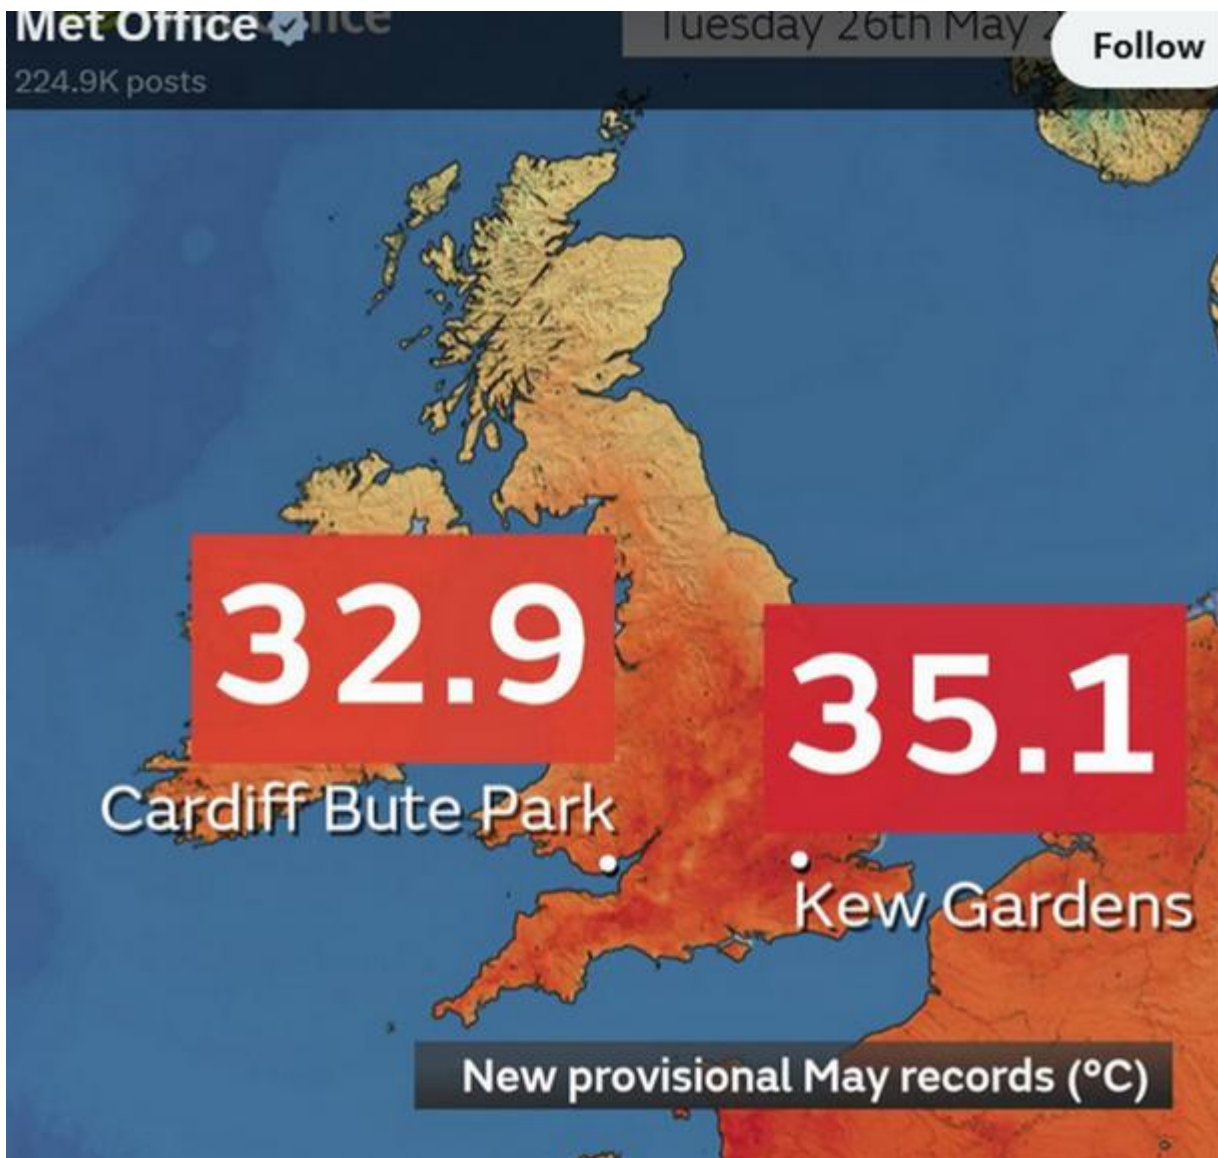 Met Office
Tuesday 26th May 2
Follow
224.9K posts
32.9
35.1
Cardiff Bute Park
Kew Gardens
New provisional May records (°C)